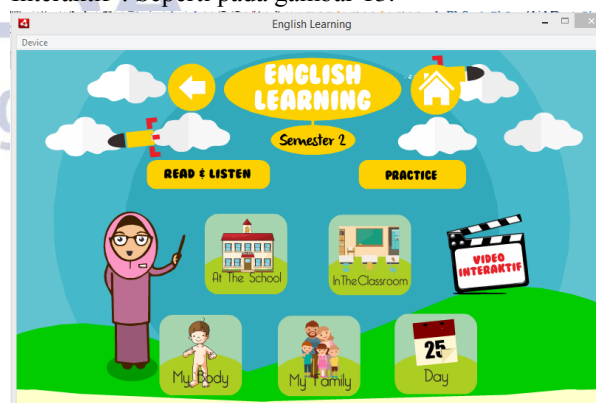 English Learning
Device
ENGLISH
LEARNING
Semester 2
READ & LISTEN
PRACTICE
At The School
In The Classroom
VIDEO
INTERAKTIF
My Body
My Family
25
Day